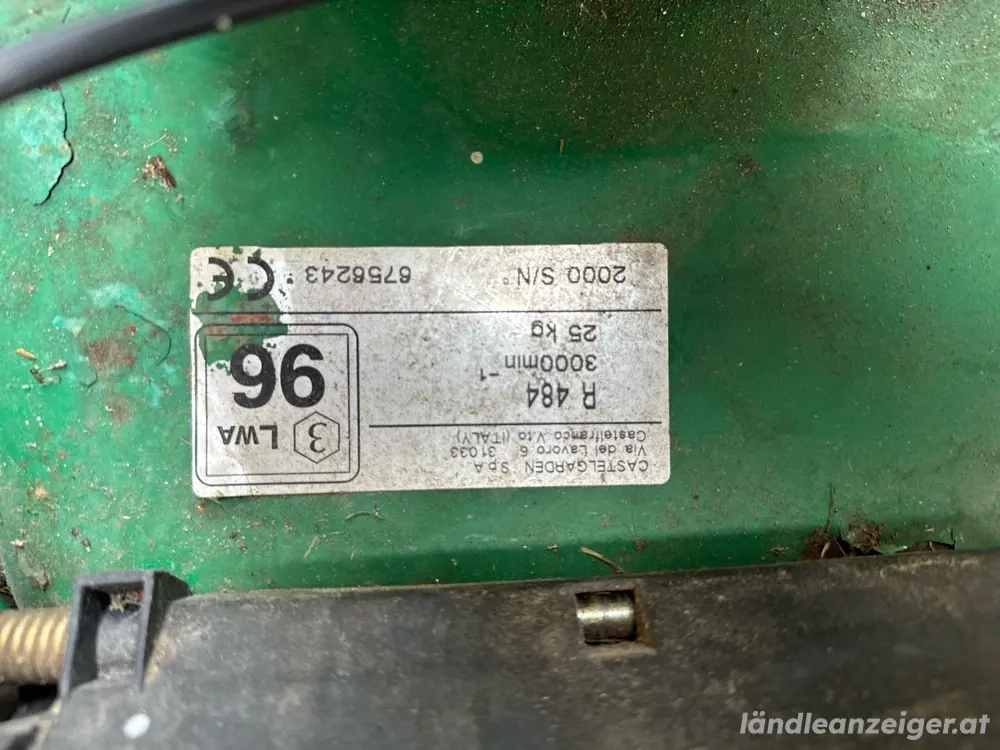 CASTELGARDEN S.p.A
Via del Lavoro 6 31033
Castelfranco V.to (ITALY)
R 484
3000min⁻¹
25 kg
2000 S/N° 6756243 *
CE
3 LWA
96
ländleanzeiger.at